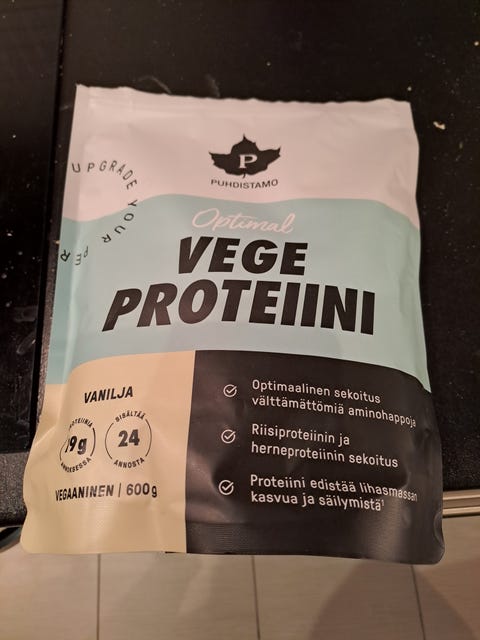 P
PUHDISTAMO
UPGRADE YOUR PER
Optimal
VEGE
PROTEIINI
VANILJA
PROTEIINIA
19g
ANNOKSESSA
SISÄLTÄÄ
24
ANNOSTA
VEGAANINEN | 600g
Optimaalinen sekoitus
välttämättömiä aminohappoja
Riisiproteiinin ja
herneproteiinin sekoitus
Proteiini edistää lihasmassan
kasvua ja säilymistä¹